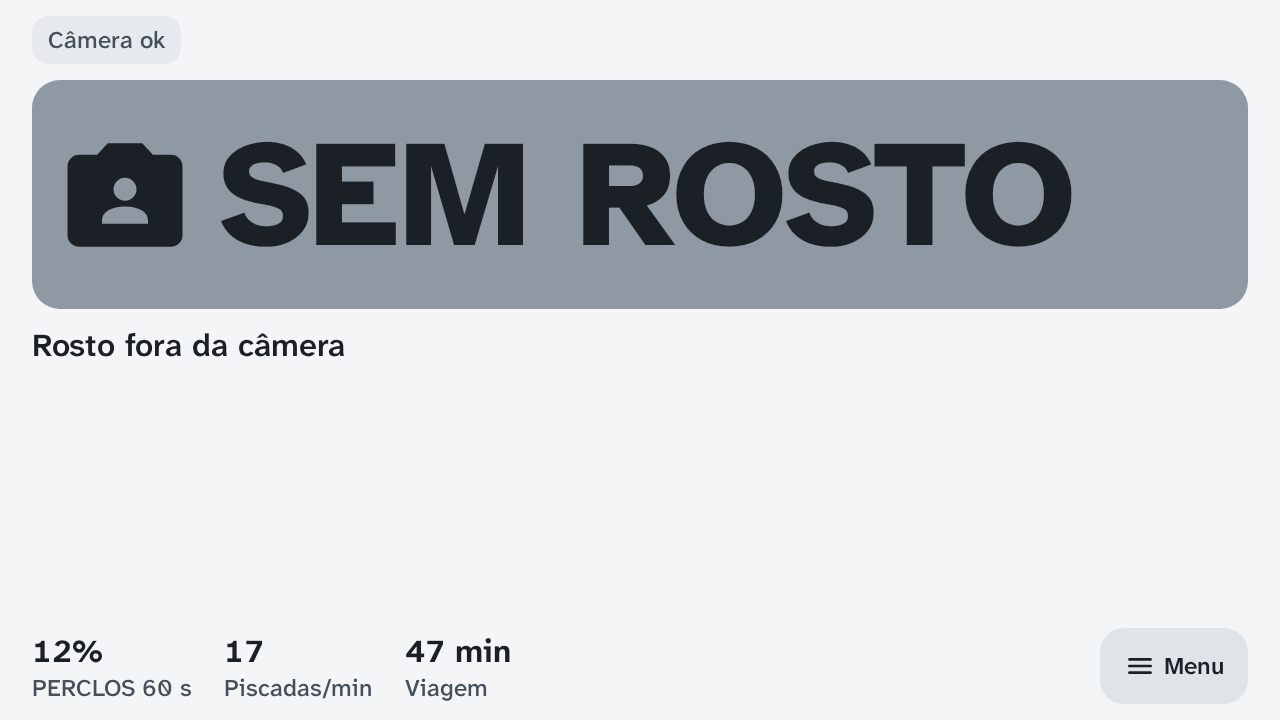 Câmera ok
SEM ROSTO
Rosto fora da câmera
12%
PERCLOS 60 s
17
Piscadas/min
47 min
Viagem
Menu